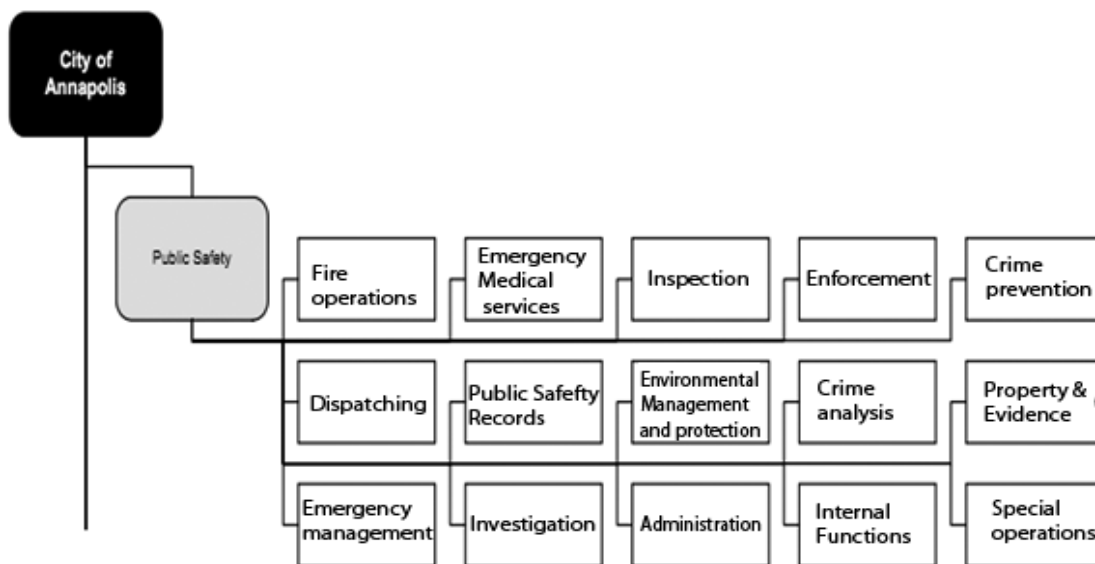 City of
Annapolis
Public Safety
Fire
operations
Emergency
Medical
services
Inspection
Enforcement
Crime
prevention
Dispatching
Public Safefty
Records
Environmental
Management
and protection
Crime
analysis
Property &
Evidence
Emergency
management
Investigation
Administration
Internal
Functions
Special
operations